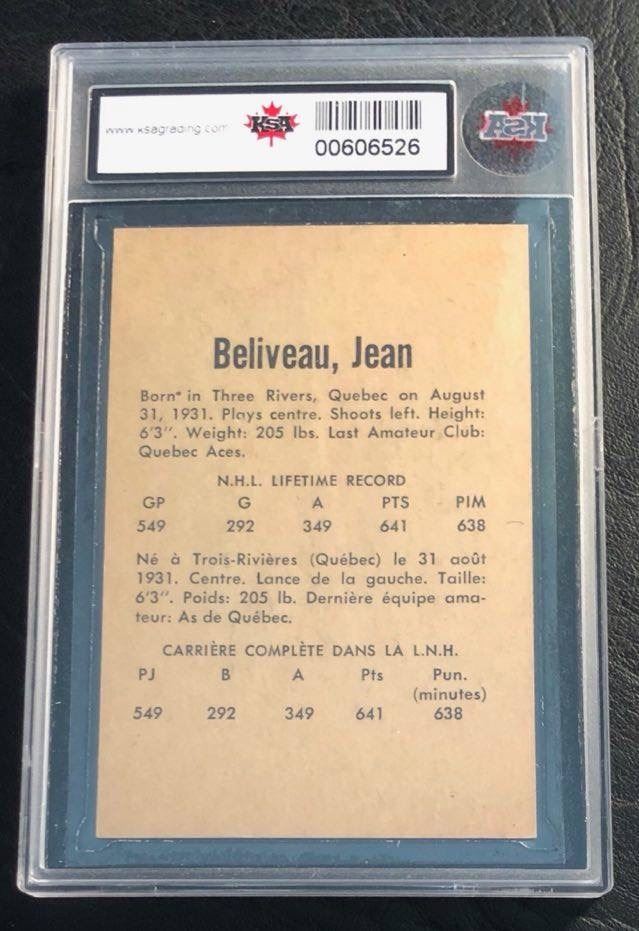 www.ksagrading.com
KSA
00606526
KSA
Beliveau, Jean
Born in Three Rivers, Quebec on August
31, 1931. Plays centre. Shoots left. Height:
6'3". Weight: 205 lbs. Last Amateur Club:
Quebec Aces.
N.H.L. LIFETIME RECORD
GP G A PTS PIM
549 292 349 641 638
Né à Trois-Rivières (Québec) le 31 août
1931. Centre. Lance de la gauche. Taille:
6'3". Poids: 205 lb. Dernière équipe ama-
teur: As de Québec.
CARRIÈRE COMPLÈTE DANS LA L.N.H.
PJ B A Pts Pun.
(minutes)
549 292 349 641 638